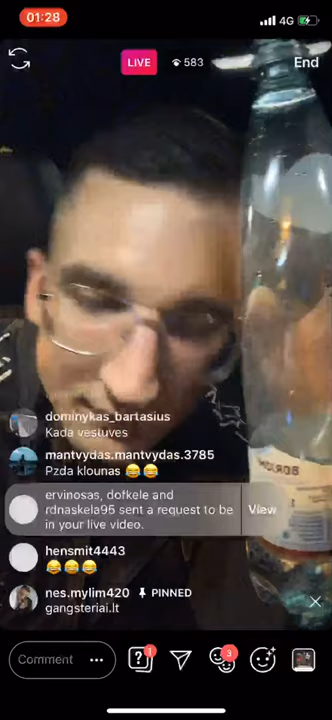 01:28
4G
LIVE
583
End
dominykas_bartasius
Kada vestuves
mantvydas.mantvydas.3785
Pzda klounas 😂😂
ervinosas, dofkele and
rdnaskela95 sent a request to be
in your live video.
View
hensmit4443
😂😂😂
nes.mylim420 PINNED
gangsteriai.lt
BORJOMI
Comment
1
3